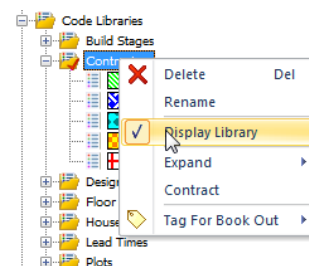 Code Libraries
Build Stages
Delete Del
Rename
Display Library
Expand
Contract
Tag For Book Out
Floor
House
Lead Times
Plots